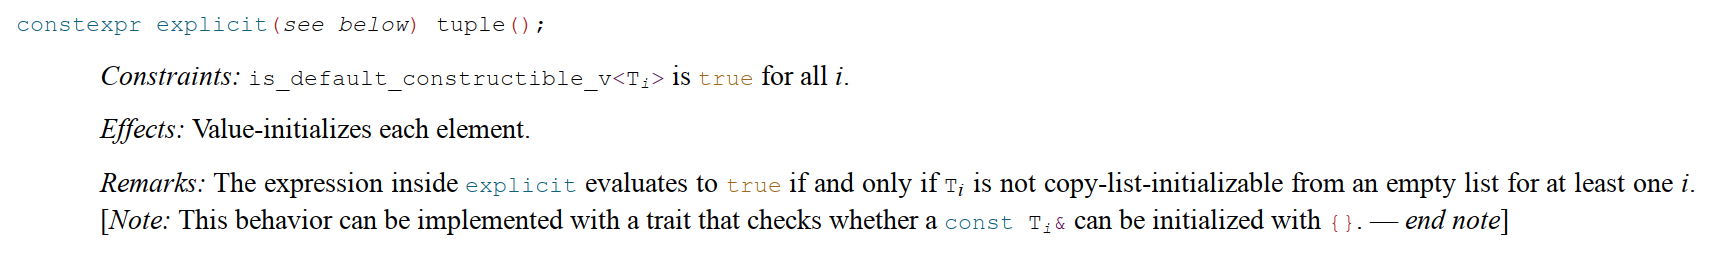 constexpr explicit(see below) tuple();
Constraints: is_default_constructible_v<Tᵢ> is true for all i.
Effects: Value-initializes each element.
Remarks: The expression inside explicit evaluates to true if and only if Tᵢ is not copy-list-initializable from an empty list for at least one i.
[Note: This behavior can be implemented with a trait that checks whether a const Tᵢ& can be initialized with {}. — end note]